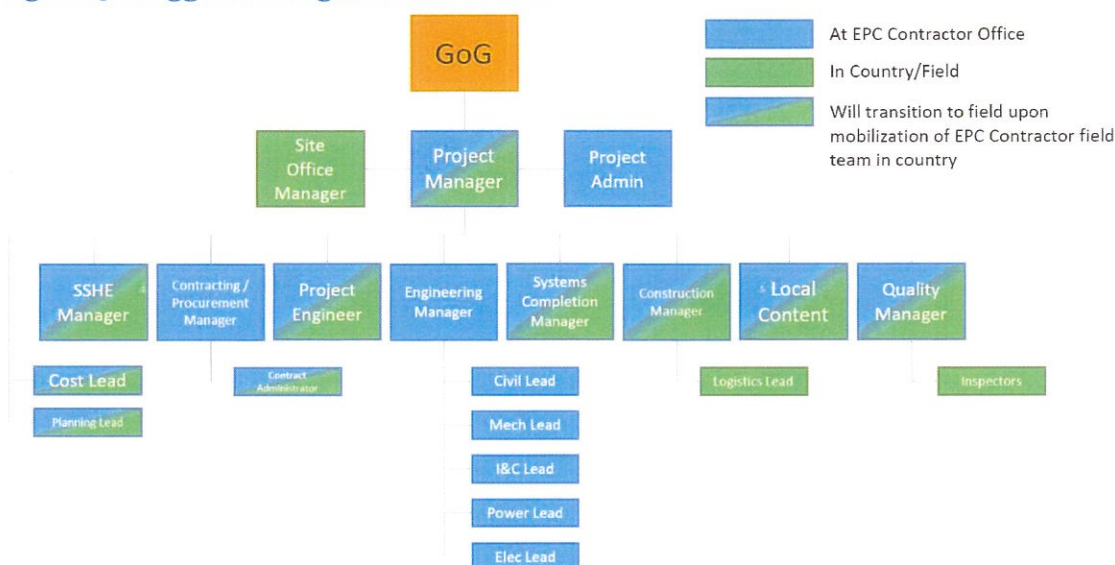 GoG
At EPC Contractor Office
In Country/Field
Will transition to field upon
mobilization of EPC Contractor field
team in country
Site
Office
Manager
Project
Manager
Project
Admin
SSHE
Manager
Contracting /
Procurement
Manager
Project
Engineer
Engineering
Manager
Systems
Completion
Manager
Construction
Manager
Local
Content
Quality
Manager
Cost Lead
Planning Lead
Contract
Administrator
Civil Lead
Mech Lead
I&C Lead
Power Lead
Elec Lead
Logistics Lead
Inspectors